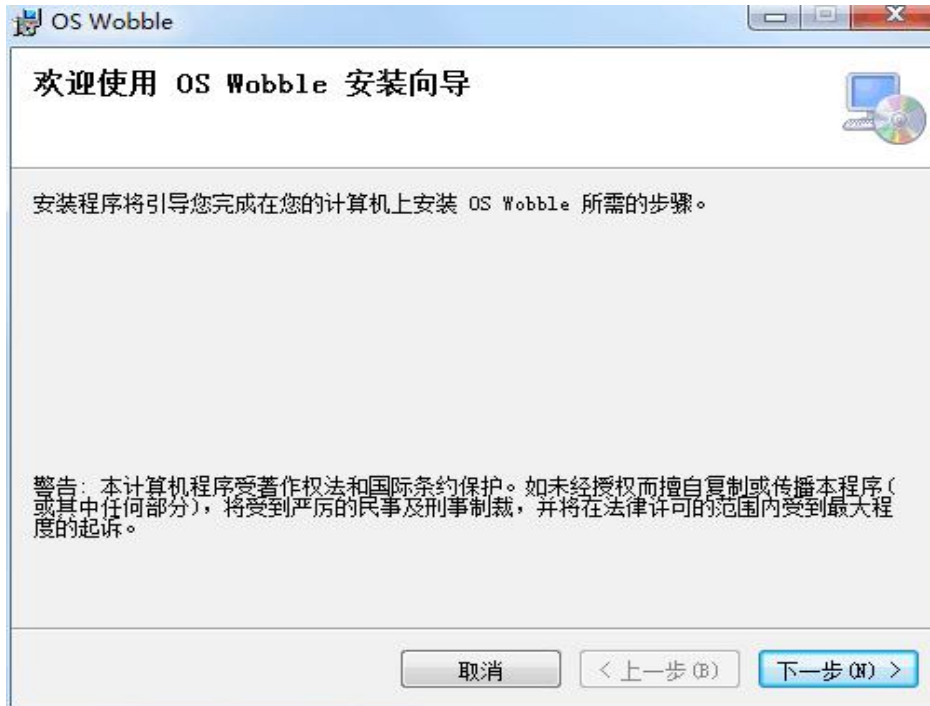 OS Wobble
欢迎使用 OS Wobble 安装向导
安装程序将引导您完成在您的计算机上安装 OS Wobble 所需的步骤。
警告: 本计算机程序受著作权法和国际条约保护。如未经授权而擅自复制或传播本程序(
或其中任何部分)，将受到严厉的民事及刑事制裁，并将在法律许可的范围内受到最大程
度的起诉。
取消
< 上一步(B)
下一步(N) >